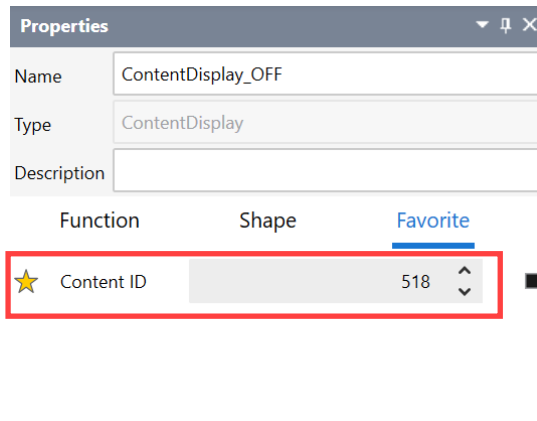 Properties
Name ContentDisplay_OFF
Type ContentDisplay
Description
Function Shape Favorite
Content ID 518